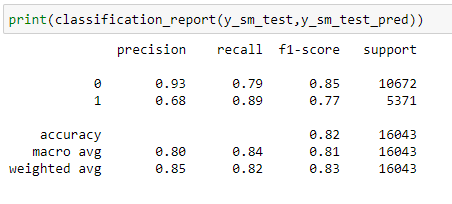 print(classification_report(y_sm_test,y_sm_test_pred))
precision recall f1-score support
0 0.93 0.79 0.85 10672
1 0.68 0.89 0.77 5371
accuracy 0.82 16043
macro avg 0.80 0.84 0.81 16043
weighted avg 0.85 0.82 0.83 16043